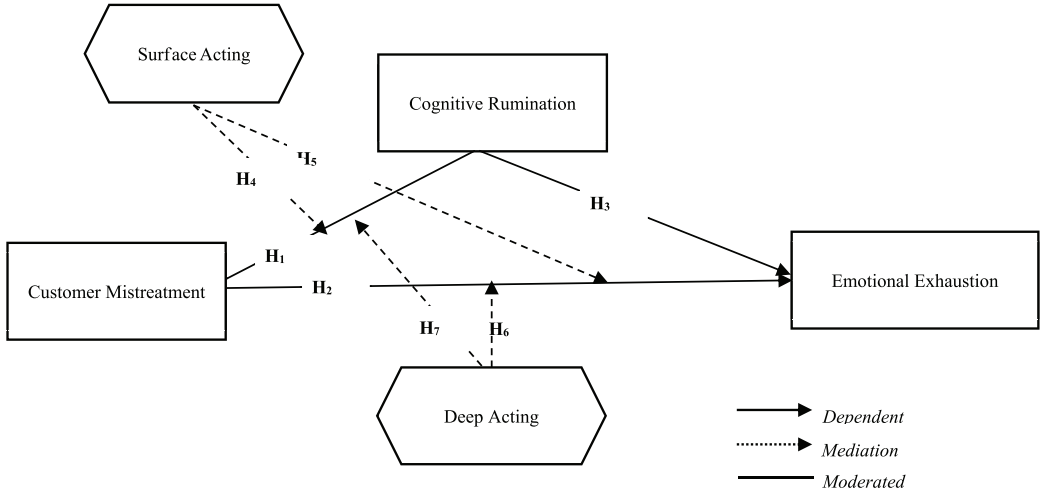 Surface Acting
Cognitive Rumination
H5
H4
H3
H1
Customer Mistreatment
H2
Emotional Exhaustion
H7
H6
Deep Acting
Dependent
Mediation
Moderated